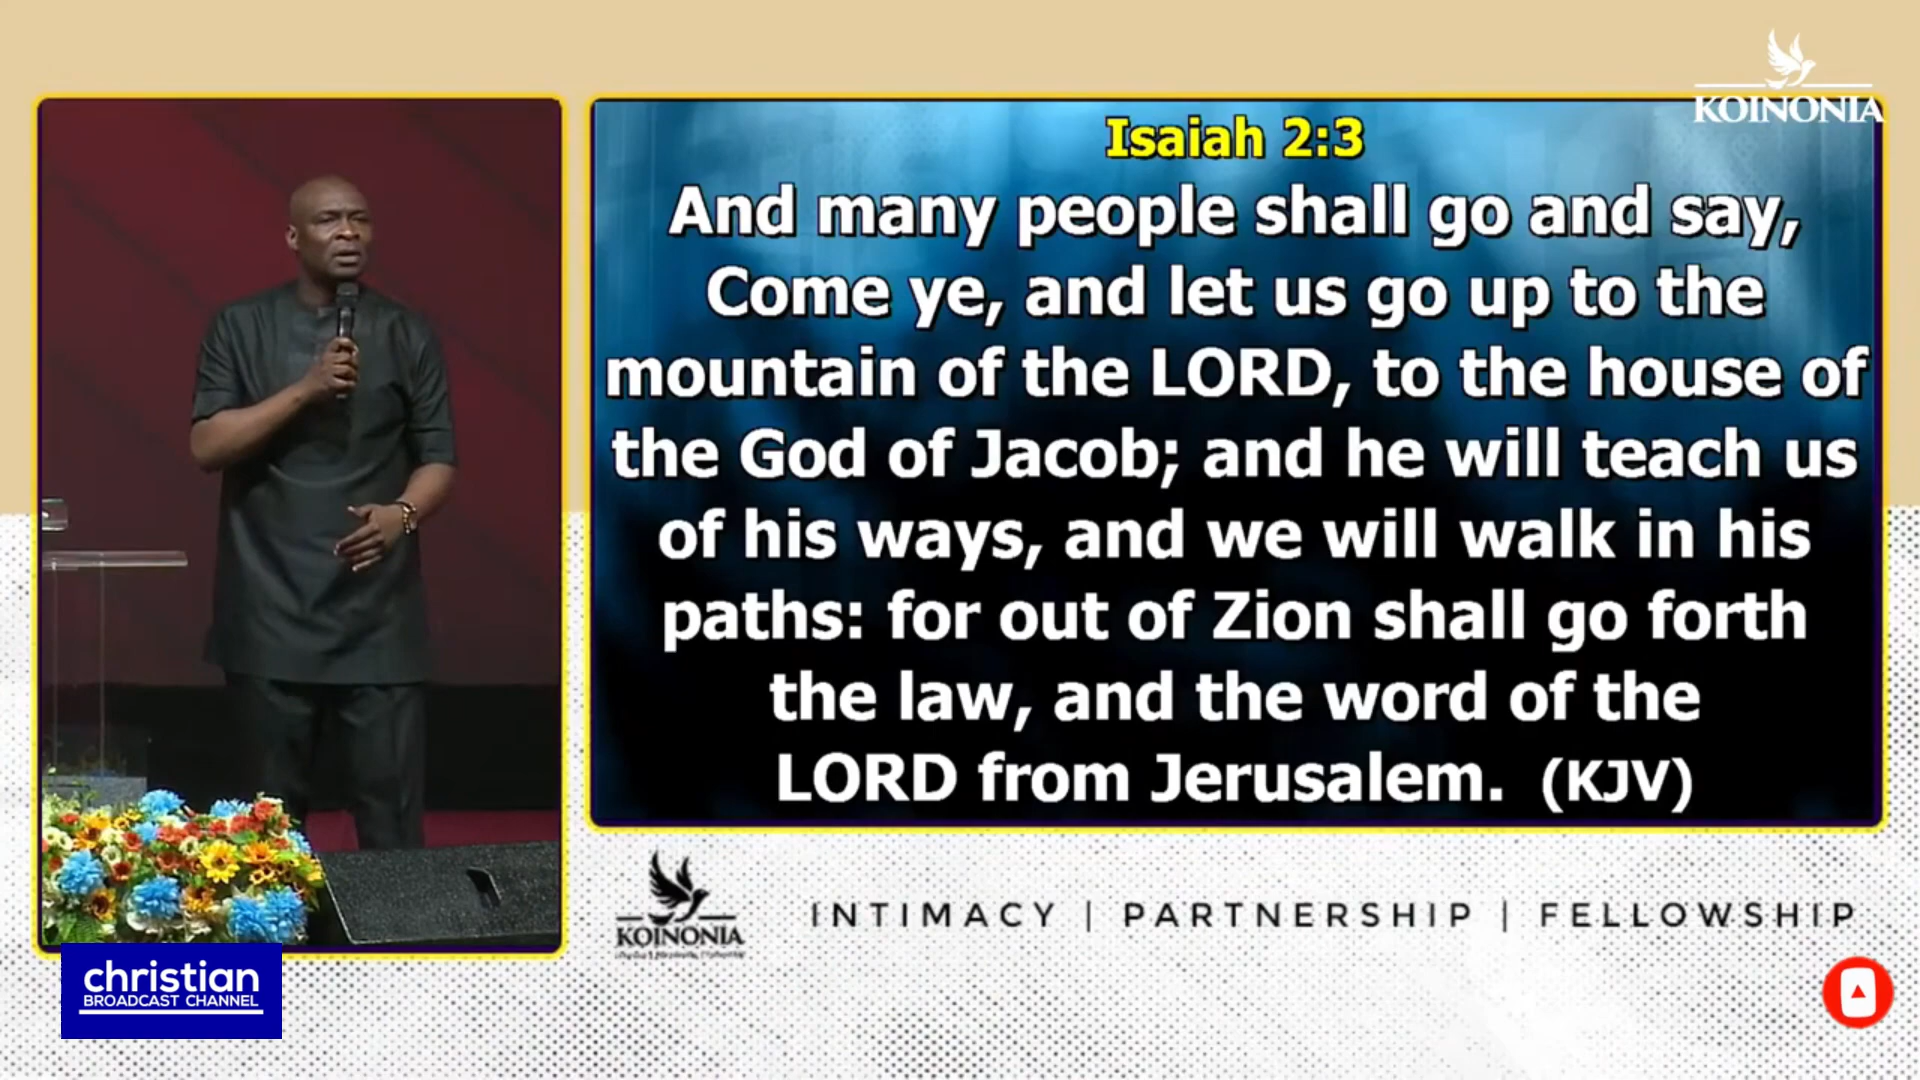 KOINONIA
Isaiah 2:3
And many people shall go and say,
Come ye, and let us go up to the
mountain of the LORD, to the house of
the God of Jacob; and he will teach us
of his ways, and we will walk in his
paths: for out of Zion shall go forth
the law, and the word of the
LORD from Jerusalem. (KJV)
KOINONIA
INTIMACY | PARTNERSHIP | FELLOWSHIP
christian
BROADCAST CHANNEL